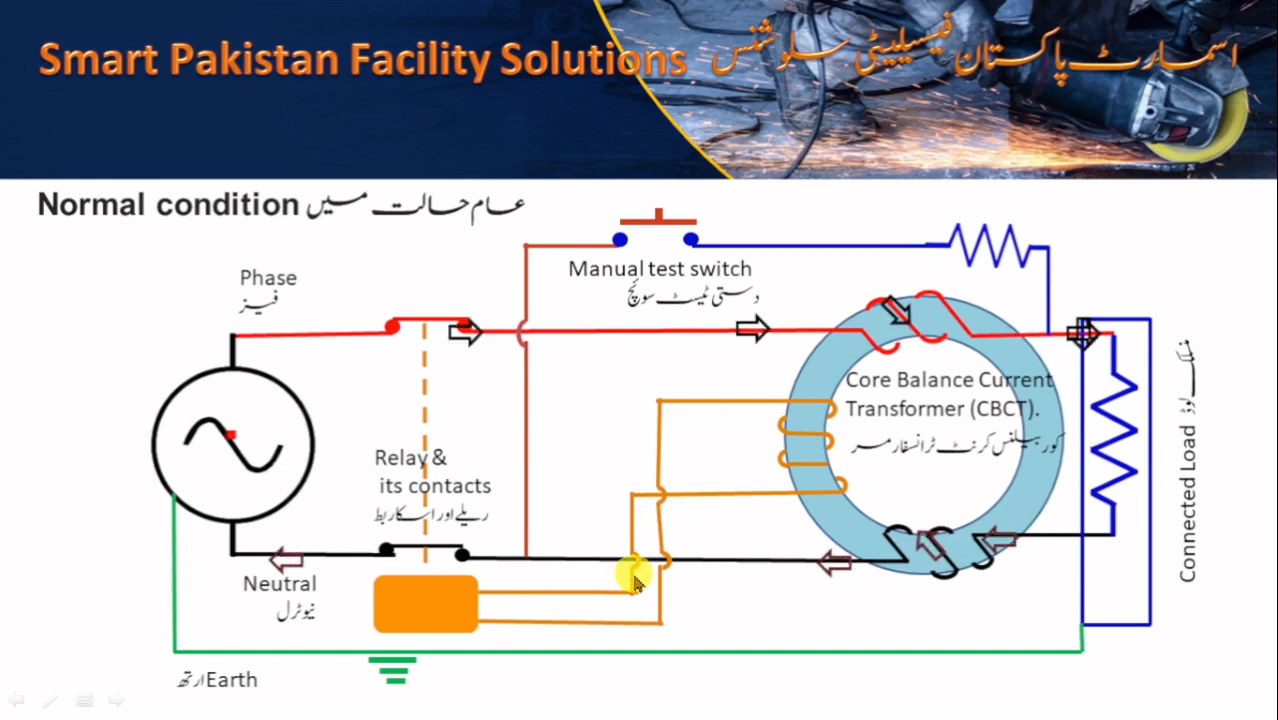 Smart Pakistan Facility Solutions اسمارٹ پاکستان فیسیلیٹی سلوشنس
Normal condition عام حالت میں
Phase
فیز
Manual test switch
دستی ٹیسٹ سوئچ
Core Balance Current
Transformer (CBCT).
کور بیلنس کرنٹ ٹرانسفارمر
Connected Load منسلک لوڈ
Relay &
its contacts
ریلے اور اسکا ربط
Neutral
نیوٹرل
ارتھ Earth